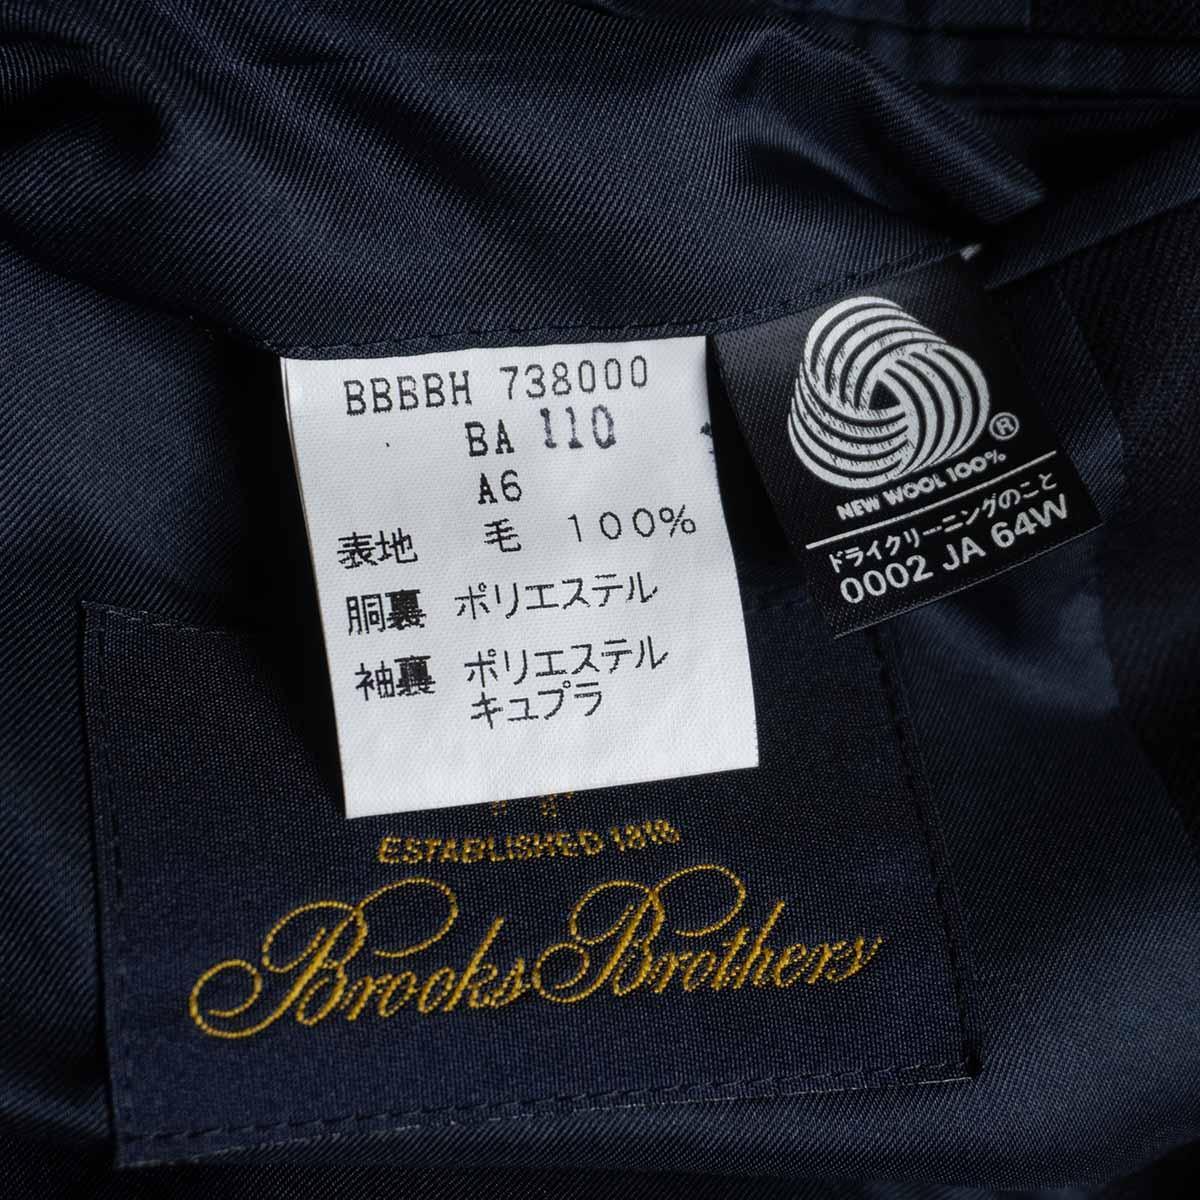 BBBBH 738000
BA 110
A6
表地 毛 100%
胴裏 ポリエステル
袖裏 ポリエステル
キュプラ
®
NEW WOOL 100%
ドライクリーニングのこと
0002 JA 64W
ESTABLISHED 1818
Brooks Brothers